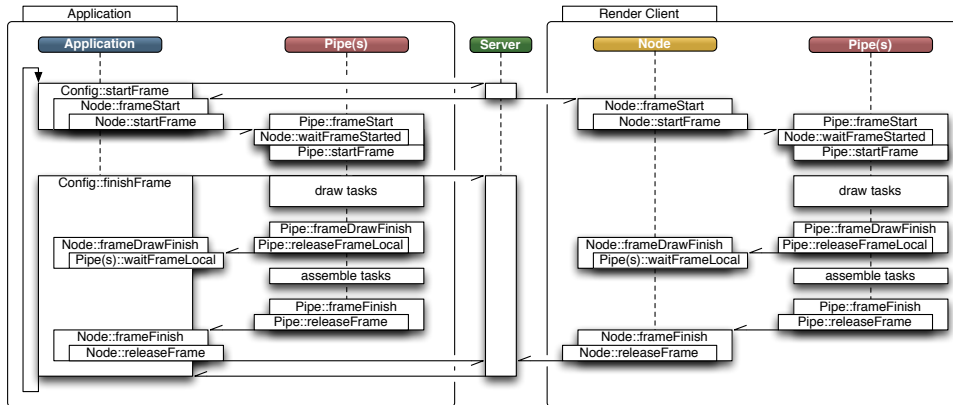 Application
Render Client
Application
Pipe(s)
Server
Node
Pipe(s)
Config::startFrame
Node::frameStart
Node::startFrame
Pipe::frameStart
Node::waitFrameStarted
Pipe::startFrame
Node::frameStart
Node::startFrame
Pipe::frameStart
Node::waitFrameStarted
Pipe::startFrame
Config::finishFrame
draw tasks
draw tasks
Pipe::frameDrawFinish
Pipe::releaseFrameLocal
Node::frameDrawFinish
Pipe(s)::waitFrameLocal
Node::frameDrawFinish
Pipe(s)::waitFrameLocal
Pipe::frameDrawFinish
Pipe::releaseFrameLocal
assemble tasks
assemble tasks
Pipe::frameFinish
Pipe::releaseFrame
Pipe::frameFinish
Pipe::releaseFrame
Node::frameFinish
Node::releaseFrame
Node::frameFinish
Node::releaseFrame